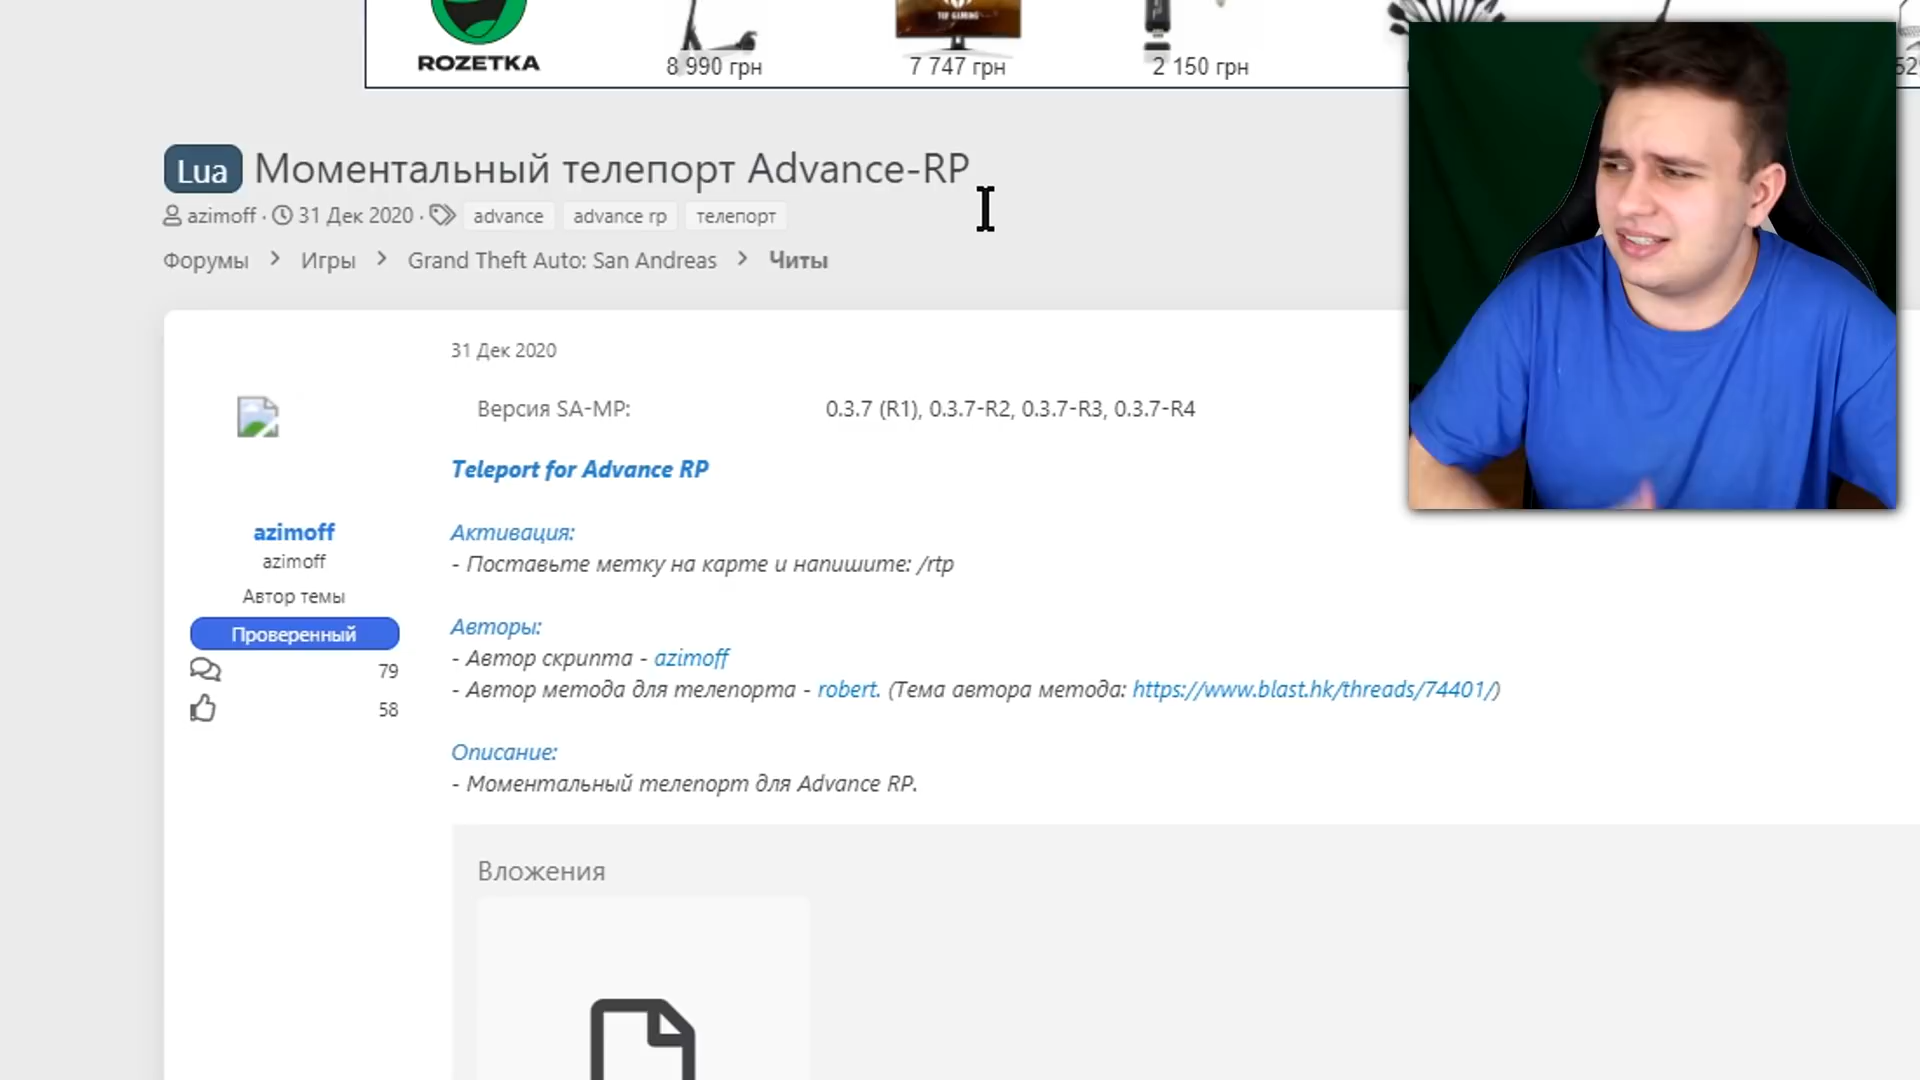 TOP GAMING
ROZETKA
8 990 грн
7 747 грн
2 150 грн
Lua Моментальный телепорт Advance-RP
azimoff · 31 Дек 2020 · advance advance rp телепорт
Форумы > Игры > Grand Theft Auto: San Andreas > Читы
31 Дек 2020
Версия SA-MP: 0.3.7 (R1), 0.3.7-R2, 0.3.7-R3, 0.3.7-R4
Teleport for Advance RP
azimoff
azimoff
Автор темы
Проверенный
79
58
Активация:
- Поставьте метку на карте и напишите: /rtp
Авторы:
- Автор скрипта - azimoff
- Автор метода для телепорта - robert. (Тема автора метода: https://www.blast.hk/threads/74401/)
Описание:
- Моментальный телепорт для Advance RP.
Вложения